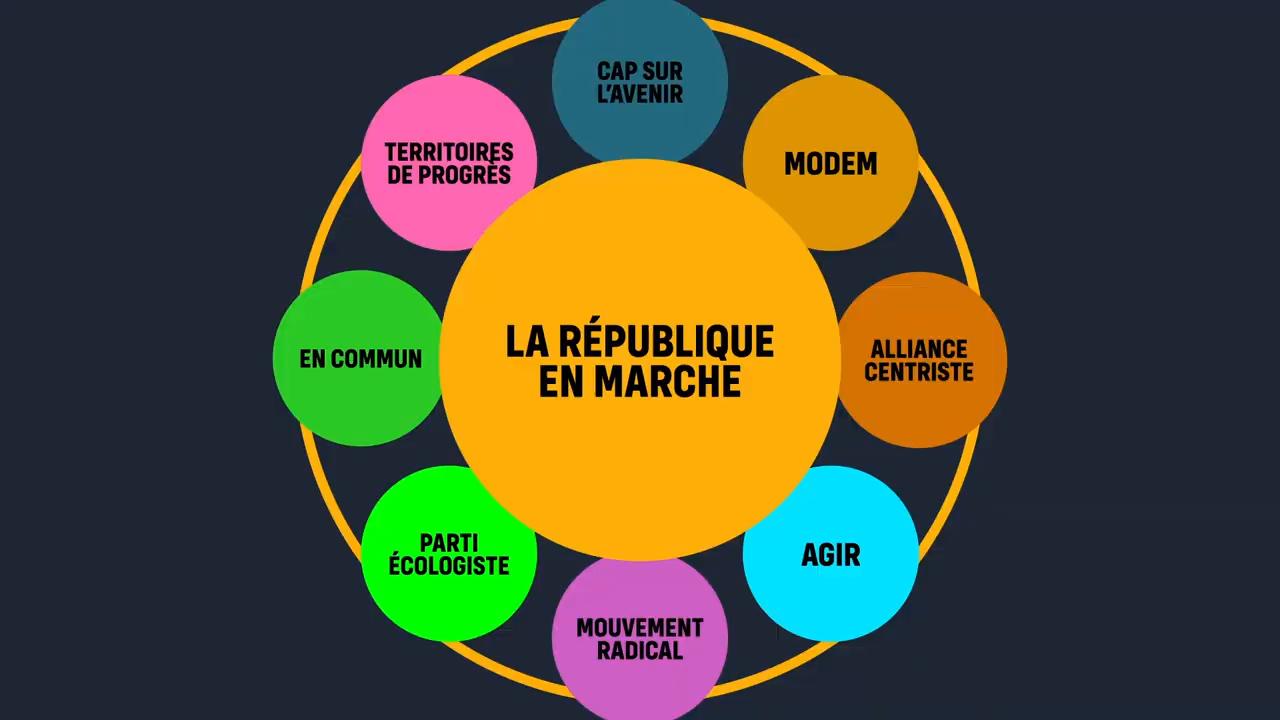 CAP SUR
L'AVENIR
TERRITOIRES
DE PROGRÈS
MODEM
EN COMMUN
LA RÉPUBLIQUE
EN MARCHE
ALLIANCE
CENTRISTE
PARTI
ÉCOLOGISTE
AGIR
MOUVEMENT
RADICAL